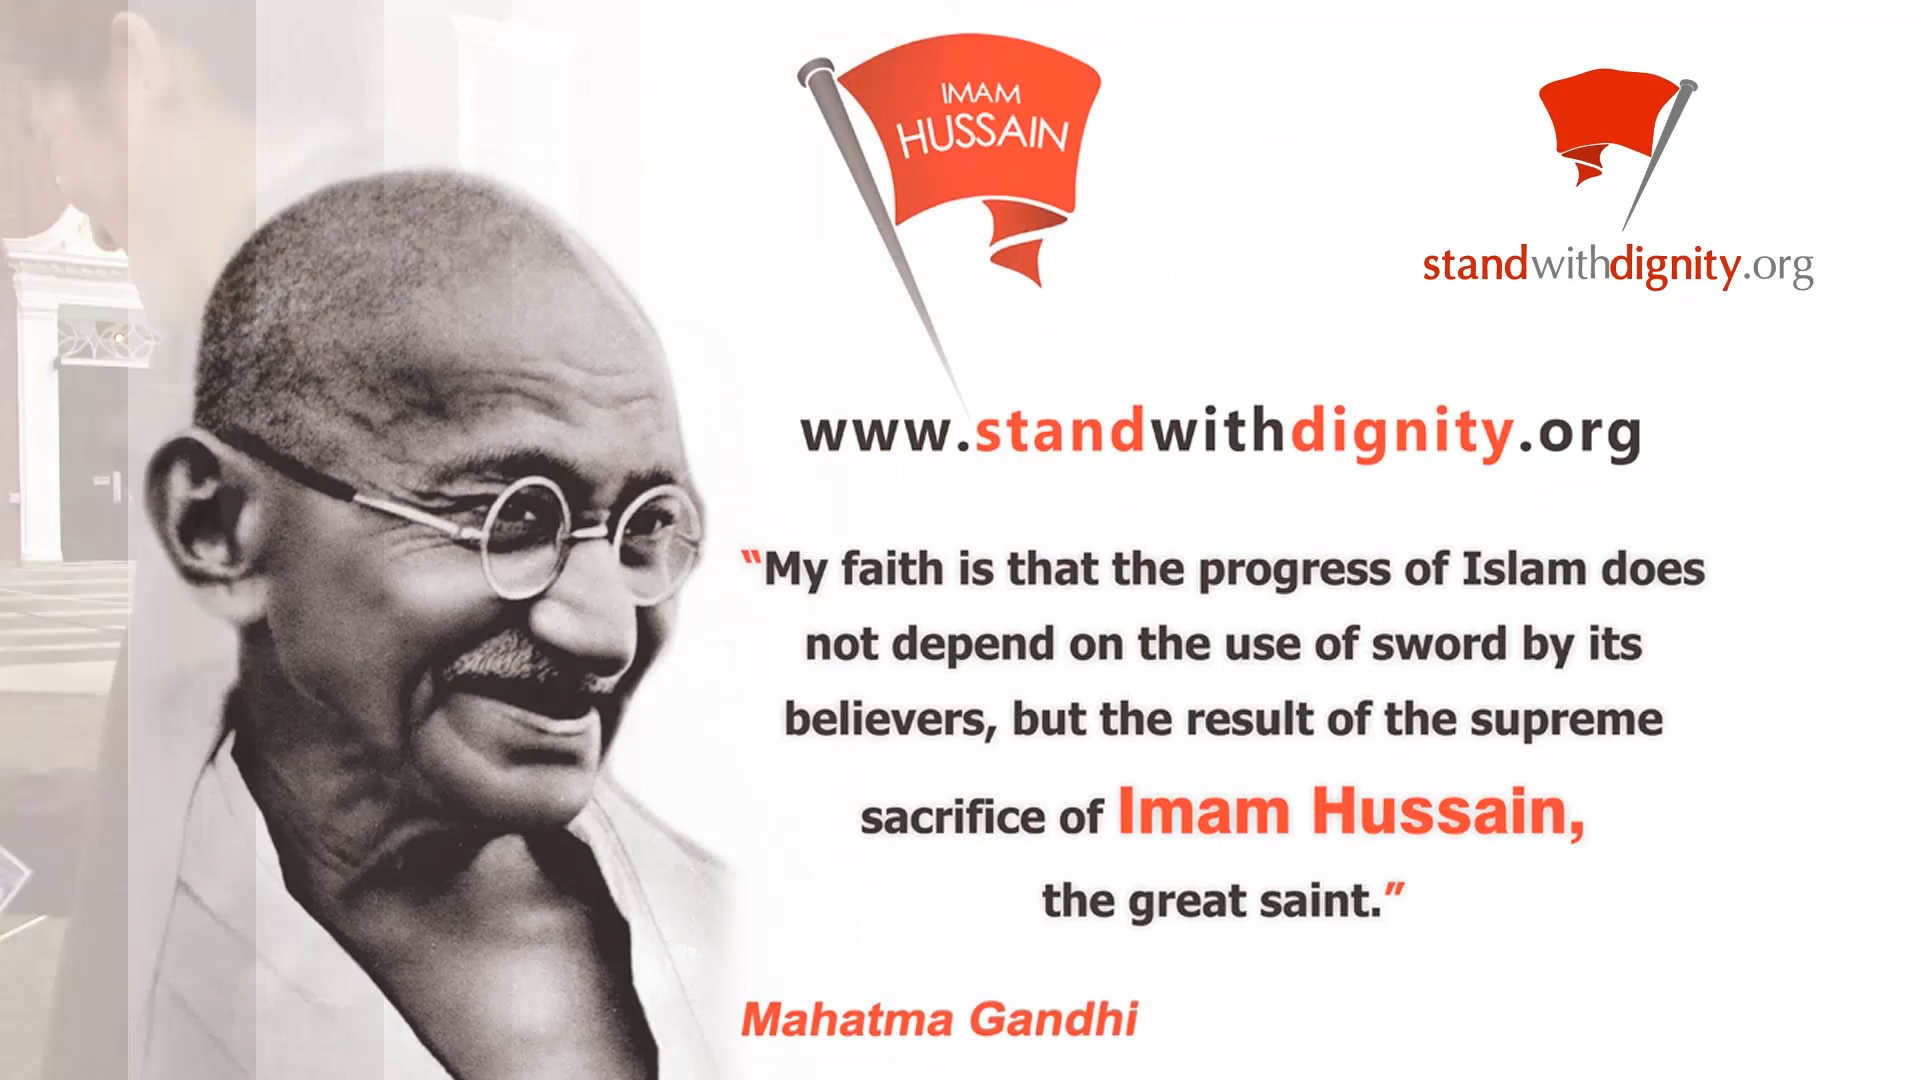 IMAM
HUSSAIN
standwithdignity.org
www.standwithdignity.org
“My faith is that the progress of Islam does
not depend on the use of sword by its
believers, but the result of the supreme
sacrifice of Imam Hussain,
the great saint.”
Mahatma Gandhi